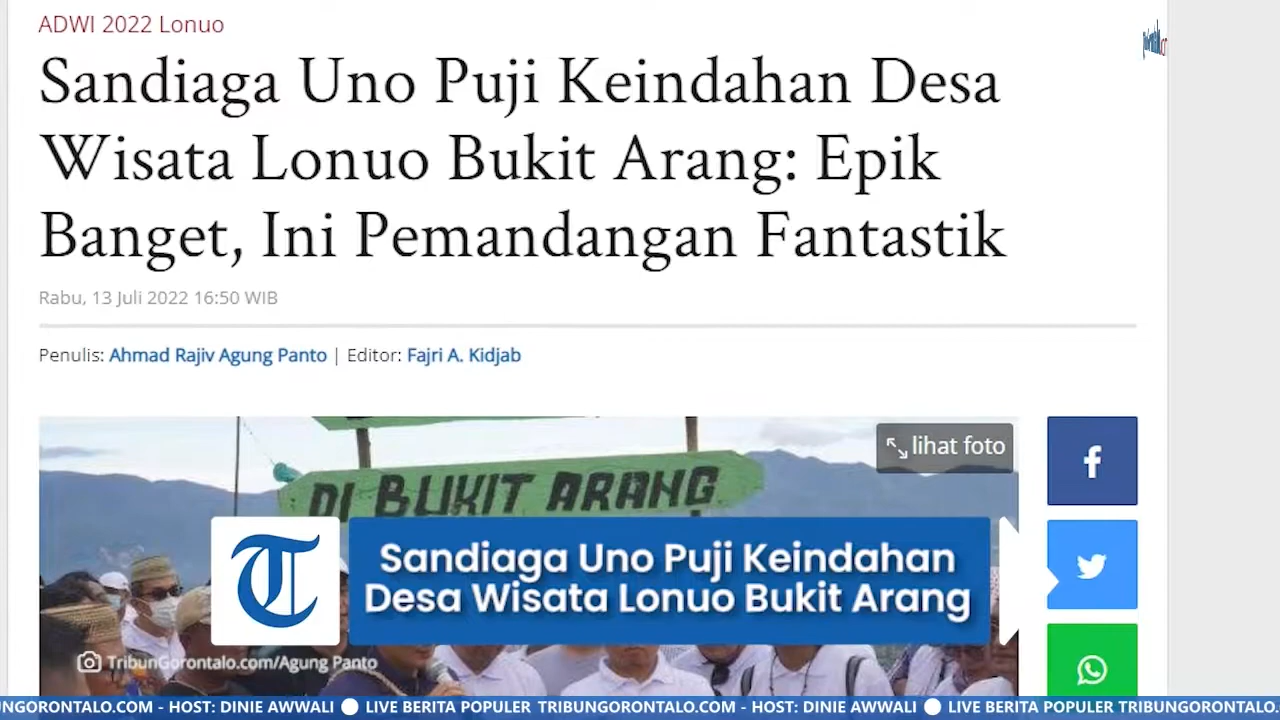 ADWI 2022 Lonuo
Sandiaga Uno Puji Keindahan Desa
Wisata Lonuo Bukit Arang: Epik
Banget, Ini Pemandangan Fantastik
Rabu, 13 Juli 2022 16:50 WIB
Penulis: Ahmad Rajiv Agung Panto | Editor: Fajri A. Kidjab
lihat foto
DI BUKIT ARANG
Sandiaga Uno Puji Keindahan
Desa Wisata Lonuo Bukit Arang
TribunGorontalo.com/Agung Panto
NGORONTALO.COM - HOST: DINIE AWWALI ● LIVE BERITA POPULER TRIBUNGORONTALO.COM - HOST: DINIE AWWALI ● LIVE BERITA POPULER TRIBUNGORONTALO.